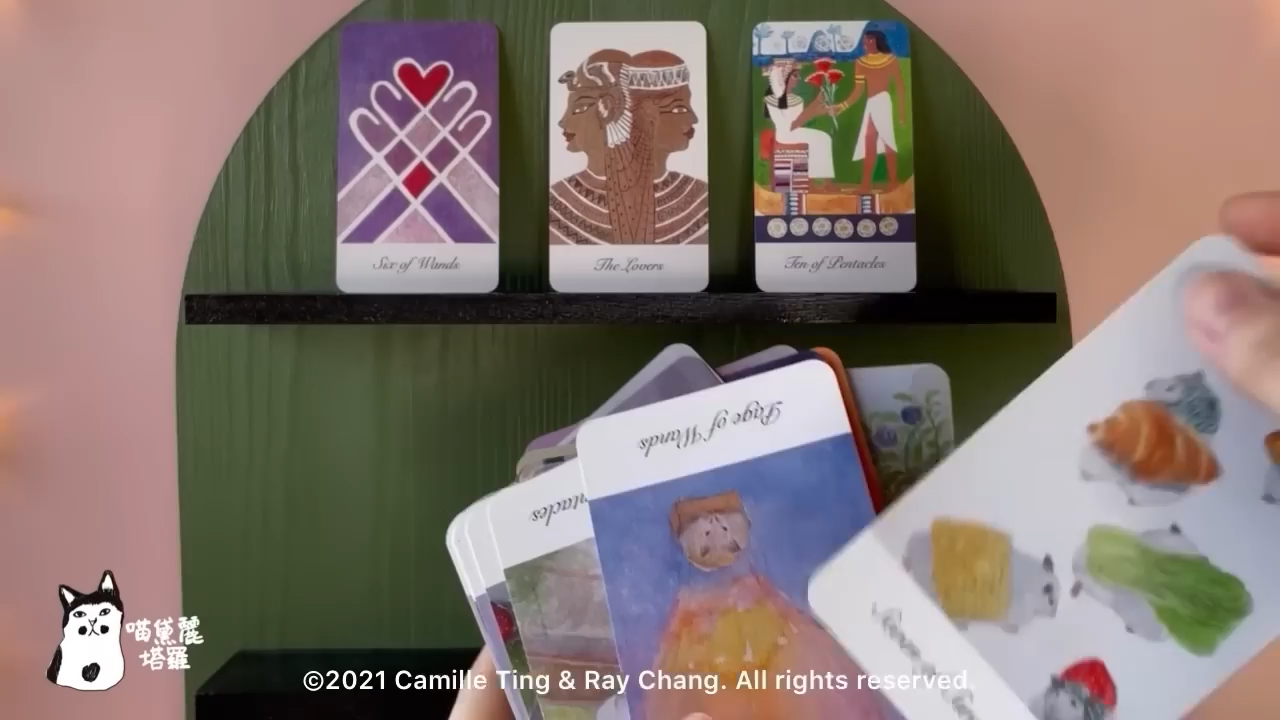 Six of Wands
The Lovers
Ten of Pentacles
Page of Wands
喵黛麗
塔羅
©2021 Camille Ting & Ray Chang. All rights reserved.